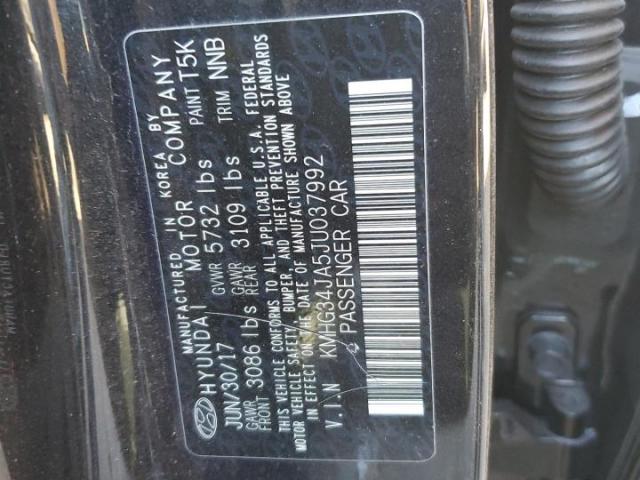 MANUFACTURED IN KOREA BY
HYUNDAI MOTOR COMPANY
JUN/30/17 GVWR 5732 lbs PAINT T5K
GAWR FRONT 3086 lbs GAWR REAR 3109 lbs TRIM NNB
THIS VEHICLE CONFORMS TO ALL APPLICABLE U.S.A. FEDERAL
MOTOR VEHICLE SAFETY, BUMPER, AND THEFT PREVENTION STANDARDS
IN EFFECT ON THE DATE OF MANUFACTURE SHOWN ABOVE
V.I.N KMHG34JA5JU037992
PASSENGER CAR